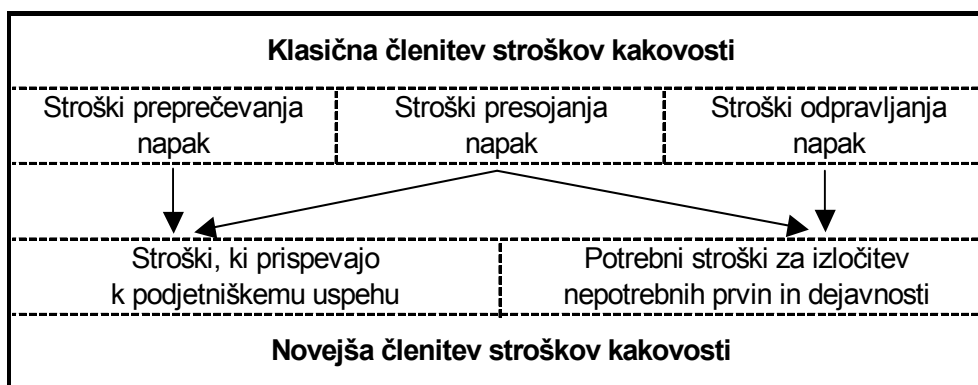 Klasična členitev stroškov kakovosti
Stroški preprečevanja
napak
Stroški presojanja
napak
Stroški odpravljanja
napak
Stroški, ki prispevajo
k podjetniškemu uspehu
Potrebni stroški za izločitev
nepotrebnih prvin in dejavnosti
Novejša členitev stroškov kakovosti